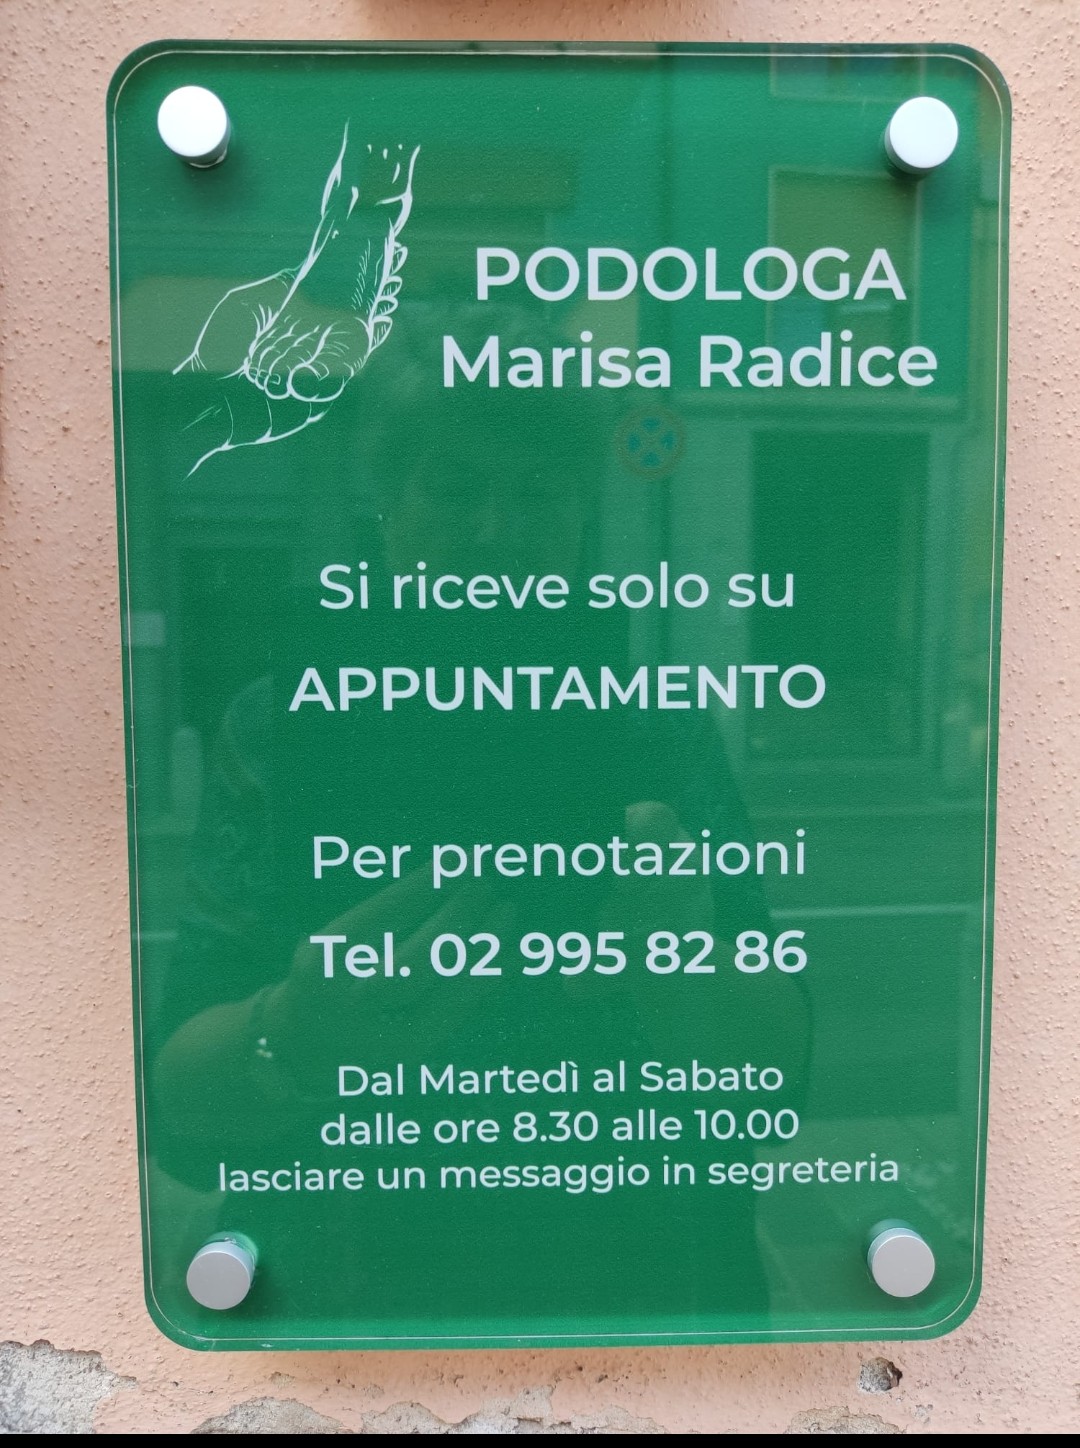 PODOLOGA
Marisa Radice
Si riceve solo su
APPUNTAMENTO
Per prenotazioni
Tel. 02 995 82 86
Dal Martedì al Sabato
dalle ore 8.30 alle 10.00
lasciare un messaggio in segreteria